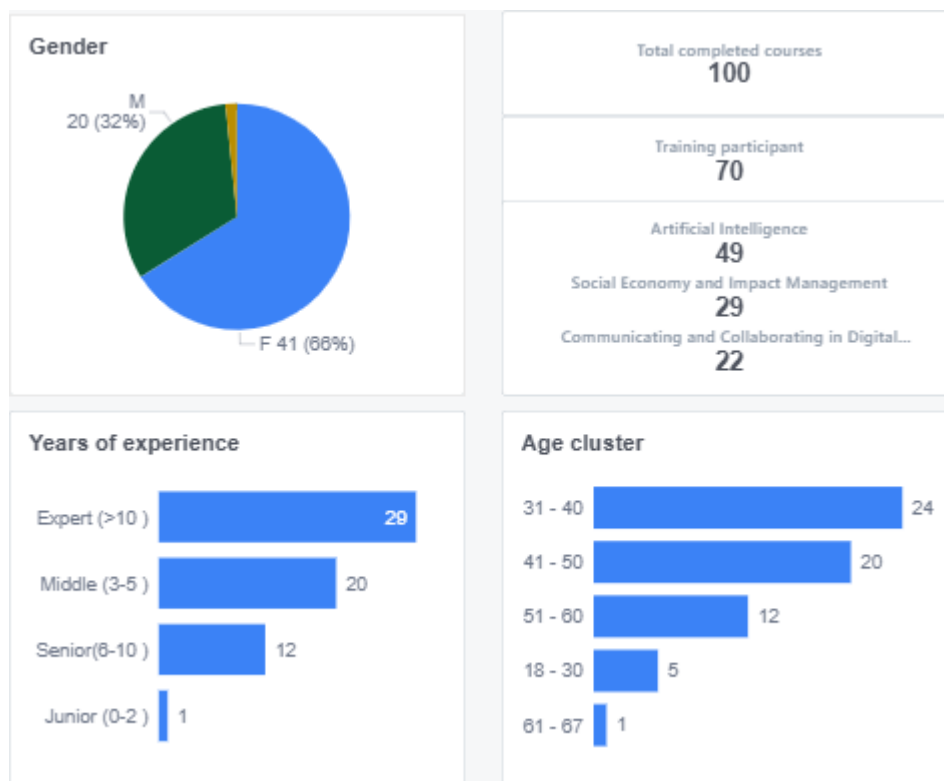 Gender
M
20 (32%)
F 41 (66%)
Total completed courses
100
Training participant
70
Artificial Intelligence
49
Social Economy and Impact Management
29
Communicating and Collaborating in Digital...
22
Years of experience
Expert (>10 )
29
Middle (3-5 )
20
Senior(6-10 )
12
Junior (0-2 )
1
Age cluster
31 - 40
24
41 - 50
20
51 - 60
12
18 - 30
5
61 - 67
1